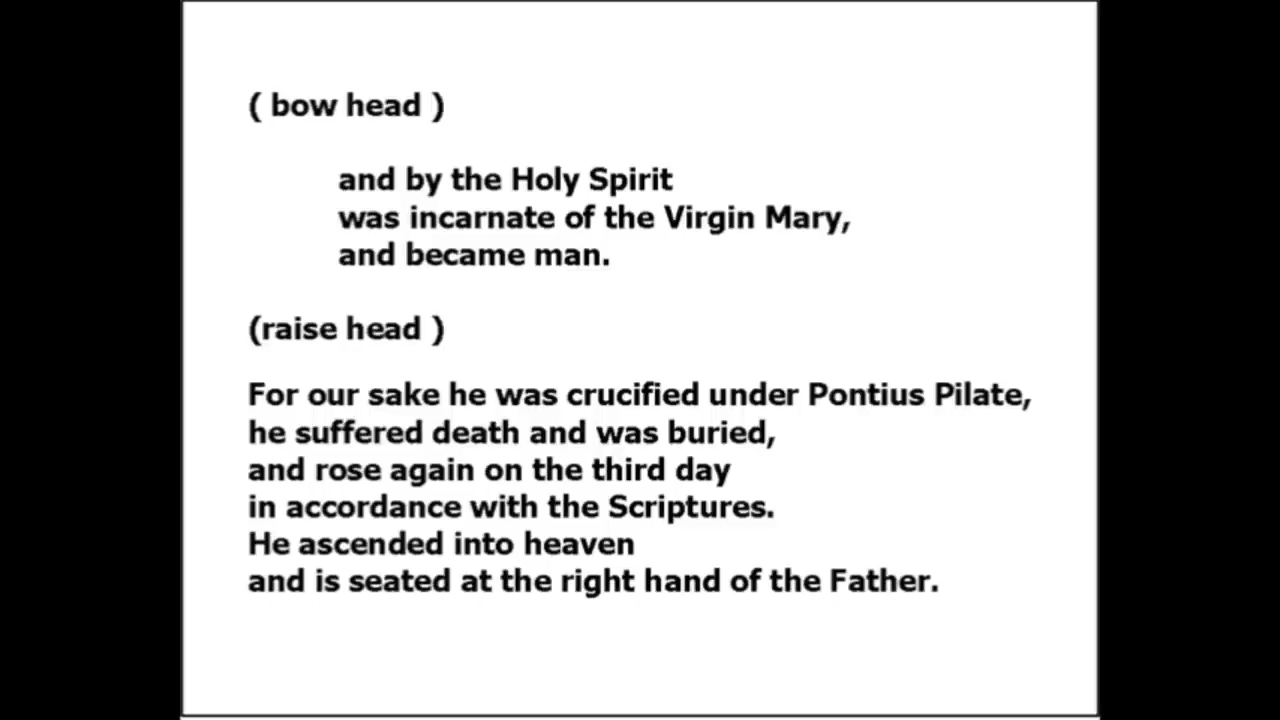 ( bow head )
and by the Holy Spirit
was incarnate of the Virgin Mary,
and became man.
(raise head )
For our sake he was crucified under Pontius Pilate,
he suffered death and was buried,
and rose again on the third day
in accordance with the Scriptures.
He ascended into heaven
and is seated at the right hand of the Father.